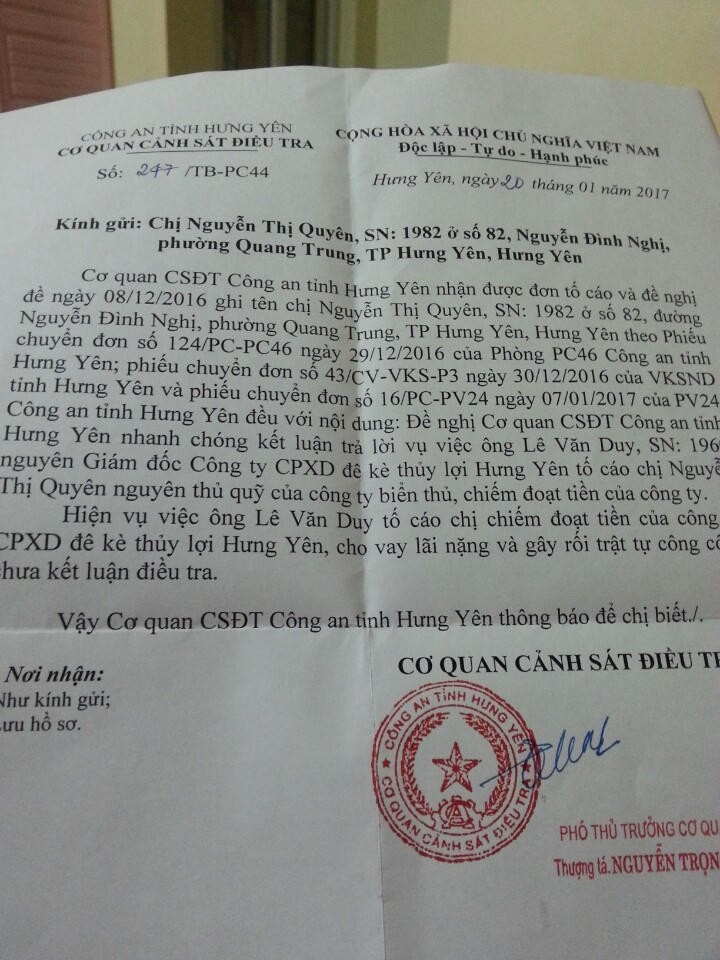 CÔNG AN TỈNH HƯNG YÊN
CƠ QUAN CẢNH SÁT ĐIỀU TRA
Số: 247 /TB-PC44
CỘNG HÒA XÃ HỘI CHỦ NGHĨA VIỆT NAM
Độc lập - Tự do - Hạnh phúc
Hưng Yên, ngày 20 tháng 01 năm 2017
Kính gửi: Chị Nguyễn Thị Quyên, SN: 1982 ở số 82, Nguyễn Đình Nghị,
phường Quang Trung, TP Hưng Yên, Hưng Yên
Cơ quan CSĐT Công an tỉnh Hưng Yên nhận được đơn tố cáo và đề nghị
đề ngày 08/12/2016 ghi tên chị Nguyễn Thị Quyên, SN: 1982 ở số 82, đường
Nguyễn Đình Nghị, phường Quang Trung, TP Hưng Yên, Hưng Yên theo Phiếu
chuyển đơn số 124/PC-PC46 ngày 29/12/2016 của Phòng PC46 Công an tỉnh
Hưng Yên; phiếu chuyển đơn số 43/CV-VKS-P3 ngày 30/12/2016 của VKSND
tỉnh Hưng Yên và phiếu chuyển đơn số 16/PC-PV24 ngày 07/01/2017 của PV24
Công an tỉnh Hưng Yên đều với nội dung: Đề nghị Cơ quan CSĐT Công an tỉnh
Hưng Yên nhanh chóng kết luận trả lời vụ việc ông Lê Văn Duy, SN: 196
nguyên Giám đốc Công ty CPXD đê kè thủy lợi Hưng Yên tố cáo chị Nguyễ
Thị Quyên nguyên thủ quỹ của công ty biển thủ, chiếm đoạt tiền của công ty.
Hiện vụ việc ông Lê Văn Duy tố cáo chị chiếm đoạt tiền của công
CPXD đê kè thủy lợi Hưng Yên, cho vay lãi nặng và gây rối trật tự công cộ
chưa kết luận điều tra.
Vậy Cơ quan CSĐT Công an tỉnh Hưng Yên thông báo để chị biết./.
Nơi nhận:
Như kính gửi;
Lưu hồ sơ.
CƠ QUAN CẢNH SÁT ĐIỀU TR
CÔNG AN TỈNH HƯNG YÊN
CƠ QUAN CẢNH SÁT ĐIỀU TRA
PHÓ THỦ TRƯỞNG CƠ QUA
Thượng tá. NGUYỄN TRỌN